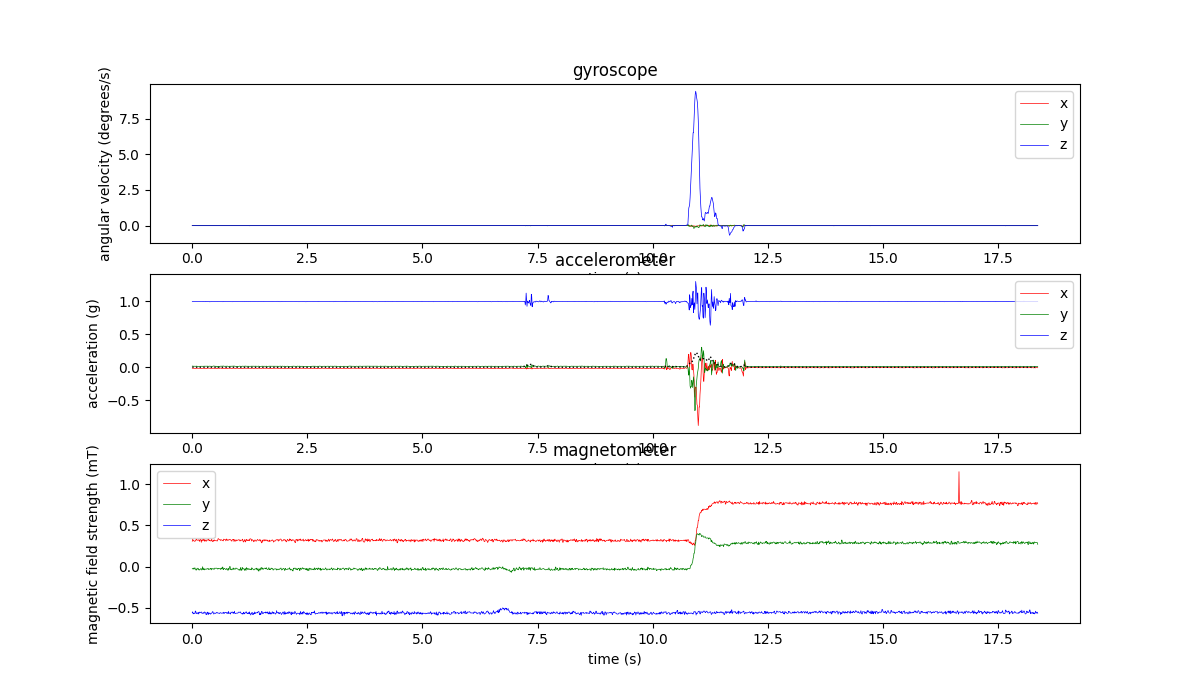 gyroscope
angular velocity (degrees/s)
7.5
5.0
2.5
0.0
x
y
z
0.0 2.5 5.0 7.5 10.0 12.5 15.0 17.5
accelerometer
acceleration (g)
1.0
0.5
0.0
−0.5
x
y
z
0.0 2.5 5.0 7.5 10.0 12.5 15.0 17.5
magnetometer
magnetic field strength (mT)
1.0
0.5
0.0
−0.5
x
y
z
0.0 2.5 5.0 7.5 10.0 12.5 15.0 17.5
time (s)